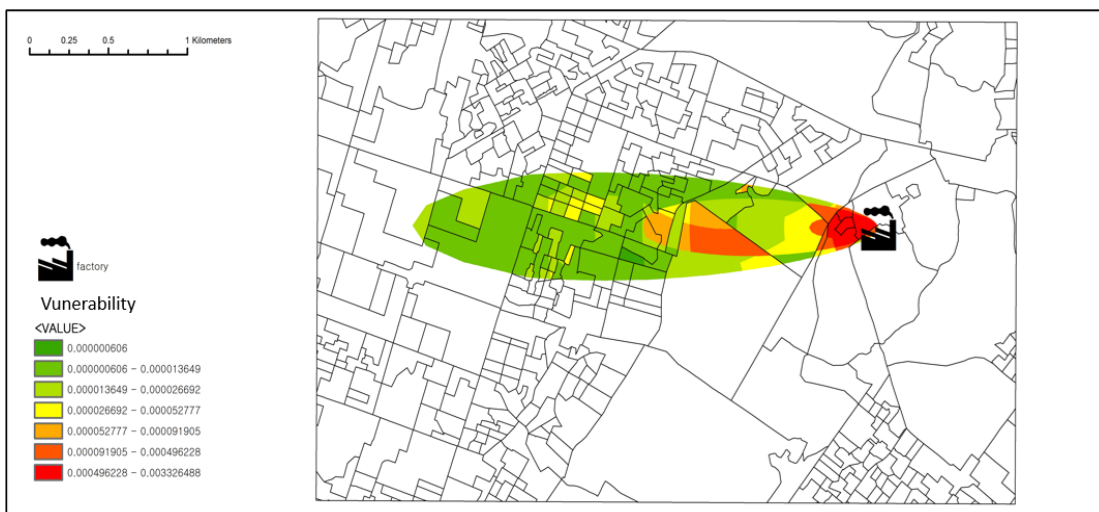 0 0.25 0.5 1 Kilometers
factory
Vunerability
<VALUE>
0.000000606
0.000000606 - 0.000013649
0.000013649 - 0.000026692
0.000026692 - 0.000052777
0.000052777 - 0.000091905
0.000091905 - 0.000496228
0.000496228 - 0.003326488